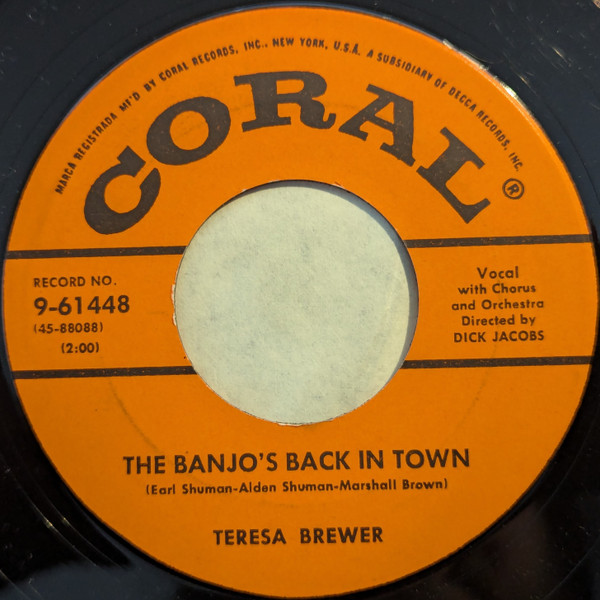 MARCA REGISTRADA MF'D BY CORAL RECORDS, INC., NEW YORK, U.S.A. A SUBSIDIARY OF DECCA RECORDS, INC.
CORAL®
RECORD NO.
9-61448
(45-88088)
(2:00)
Vocal
with Chorus
and Orchestra
Directed by
DICK JACOBS
THE BANJO'S BACK IN TOWN
(Earl Shuman-Alden Shuman-Marshall Brown)
TERESA BREWER